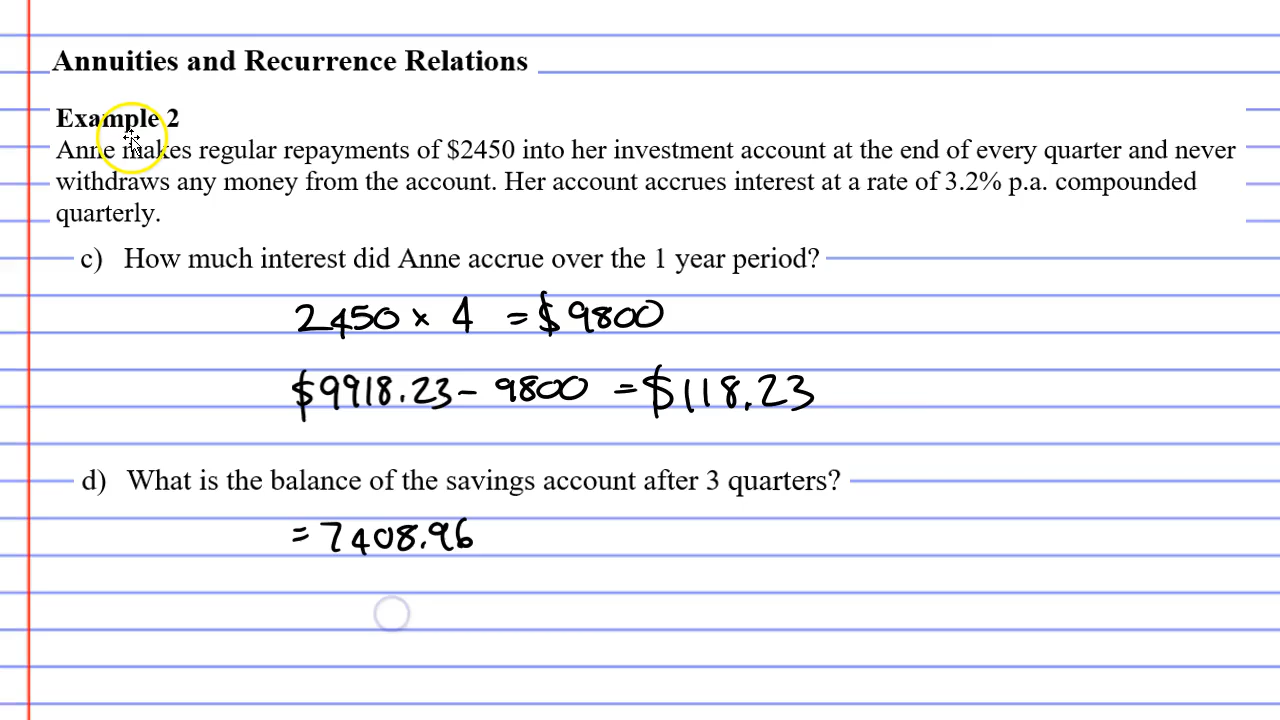 Annuities and Recurrence Relations
Example 2
Anne makes regular repayments of $2450 into her investment account at the end of every quarter and never
withdraws any money from the account. Her account accrues interest at a rate of 3.2% p.a. compounded
quarterly.
c) How much interest did Anne accrue over the 1 year period?
2450 × 4 = $9800
$9918.23 - 9800 = $118.23
d) What is the balance of the savings account after 3 quarters?
= 7408.96